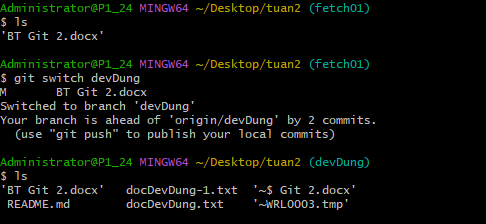 Administrator@P1_24 MINGW64 ~/Desktop/tuan2 (fetch01)
$ ls
'BT Git 2.docx'
Administrator@P1_24 MINGW64 ~/Desktop/tuan2 (fetch01)
$ git switch devDung
M       BT Git 2.docx
Switched to branch 'devDung'
Your branch is ahead of 'origin/devDung' by 2 commits.
  (use "git push" to publish your local commits)
Administrator@P1_24 MINGW64 ~/Desktop/tuan2 (devDung)
$ ls
'BT Git 2.docx'   docDevDung-1.txt  '~$ Git 2.docx'
 README.md        docDevDung.txt    '~WRL0003.tmp'